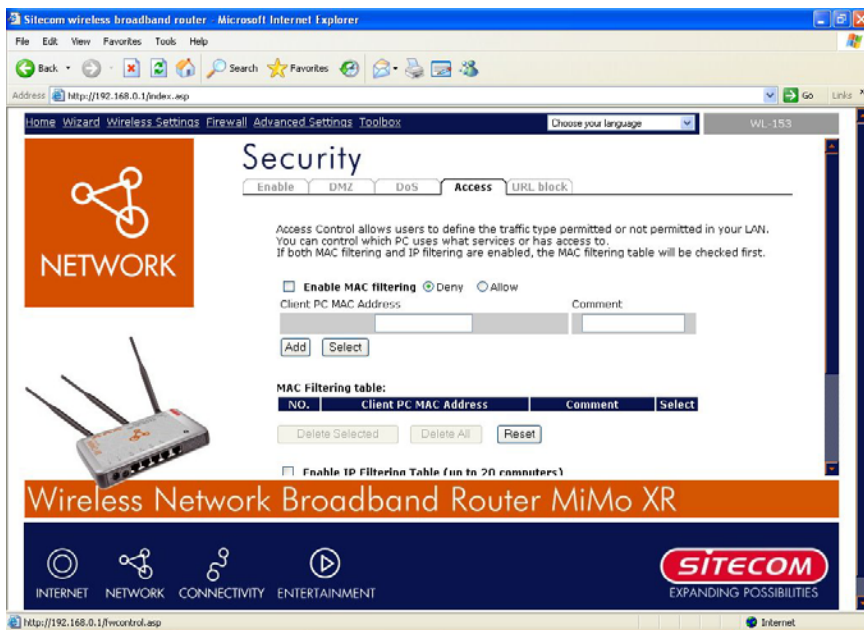 Sitecom wireless broadband router - Microsoft Internet Explorer
File Edit View Favorites Tools Help
Back Search Favorites
Address http://192.168.0.1/index.asp Go Links
Home Wizard Wireless Settings Firewall Advanced Settings Toolbox Choose your language WL-153
Security
Enable DMZ DoS Access URL block
NETWORK
Access Control allows users to define the traffic type permitted or not permitted in your LAN.
You can control which PC uses what services or has access to.
If both MAC filtering and IP filtering are enabled, the MAC filtering table will be checked first.
Enable MAC filtering Deny Allow
Client PC MAC Address Comment
Add Select
MAC Filtering table:
NO. Client PC MAC Address Comment Select
Delete Selected Delete All Reset
Enable IP Filtering Table (up to 20 computers)
Wireless Network Broadband Router MiMo XR
INTERNET NETWORK CONNECTIVITY ENTERTAINMENT
SITECOM
EXPANDING POSSIBILITIES
http://192.168.0.1/fwcontrol.asp Internet